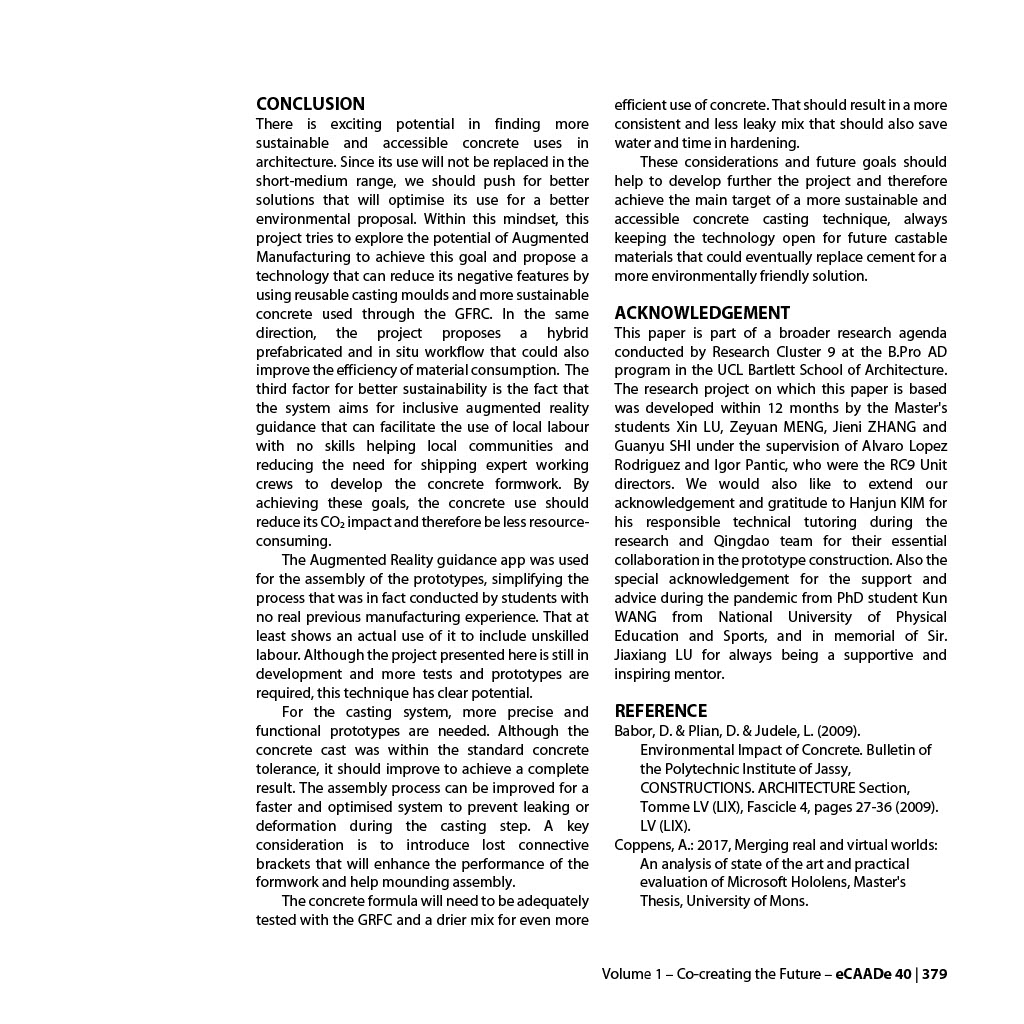 CONCLUSION
There is exciting potential in finding more
sustainable and accessible concrete uses in
architecture. Since its use will not be replaced in the
short-medium range, we should push for better
solutions that will optimise its use for a better
environmental proposal. Within this mindset, this
project tries to explore the potential of Augmented
Manufacturing to achieve this goal and propose a
technology that can reduce its negative features by
using reusable casting moulds and more sustainable
concrete used through the GFRC. In the same
direction, the project proposes a hybrid
prefabricated and in situ workflow that could also
improve the efficiency of material consumption. The
third factor for better sustainability is the fact that
the system aims for inclusive augmented reality
guidance that can facilitate the use of local labour
with no skills helping local communities and
reducing the need for shipping expert working
crews to develop the concrete formwork. By
achieving these goals, the concrete use should
reduce its CO₂ impact and therefore be less resource-
consuming.
The Augmented Reality guidance app was used
for the assembly of the prototypes, simplifying the
process that was in fact conducted by students with
no real previous manufacturing experience. That at
least shows an actual use of it to include unskilled
labour. Although the project presented here is still in
development and more tests and prototypes are
required, this technique has clear potential.
For the casting system, more precise and
functional prototypes are needed. Although the
concrete cast was within the standard concrete
tolerance, it should improve to achieve a complete
result. The assembly process can be improved for a
faster and optimised system to prevent leaking or
deformation during the casting step. A key
consideration is to introduce lost connective
brackets that will enhance the performance of the
formwork and help mounding assembly.
The concrete formula will need to be adequately
tested with the GRFC and a drier mix for even more
efficient use of concrete. That should result in a more
consistent and less leaky mix that should also save
water and time in hardening.
These considerations and future goals should
help to develop further the project and therefore
achieve the main target of a more sustainable and
accessible concrete casting technique, always
keeping the technology open for future castable
materials that could eventually replace cement for a
more environmentally friendly solution.
ACKNOWLEDGEMENT
This paper is part of a broader research agenda
conducted by Research Cluster 9 at the B.Pro AD
program in the UCL Bartlett School of Architecture.
The research project on which this paper is based
was developed within 12 months by the Master's
students Xin LU, Zeyuan MENG, Jieni ZHANG and
Guanyu SHI under the supervision of Alvaro Lopez
Rodriguez and Igor Pantic, who were the RC9 Unit
directors. We would also like to extend our
acknowledgement and gratitude to Hanjun KIM for
his responsible technical tutoring during the
research and Qingdao team for their essential
collaboration in the prototype construction. Also the
special acknowledgement for the support and
advice during the pandemic from PhD student Kun
WANG from National University of Physical
Education and Sports, and in memorial of Sir.
Jiaxiang LU for always being a supportive and
inspiring mentor.
REFERENCE
Babor, D. & Plian, D. & Judele, L. (2009).
Environmental Impact of Concrete. Bulletin of
the Polytechnic Institute of Jassy,
CONSTRUCTIONS. ARCHITECTURE Section,
Tomme LV (LIX), Fascicle 4, pages 27-36 (2009).
LV (LIX).
Coppens, A.: 2017, Merging real and virtual worlds:
An analysis of state of the art and practical
evaluation of Microsoft Hololens, Master's
Thesis, University of Mons.
Volume 1 – Co-creating the Future – eCAADe 40 | 379